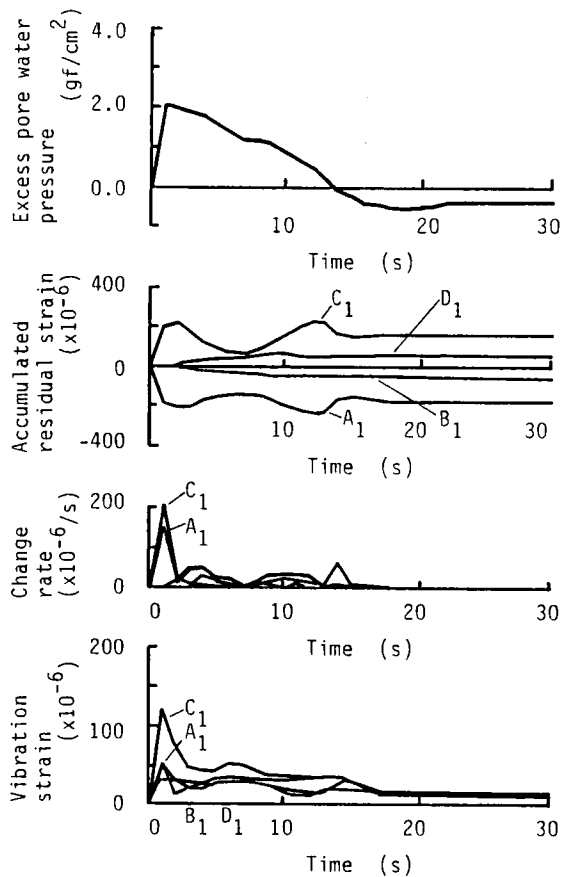 Excess pore water
pressure (gf/cm²)
4.0
2.0
0.0
10
20
30
Time (s)
Accumulated
residual strain
(x10⁻⁶)
400
0
-400
C₁
D₁
A₁
B₁
10
20
30
Time (s)
Change
rate
(x10⁻⁶/s)
200
0
C₁
A₁
0
10
20
30
Time (s)
Vibration
strain
(x10⁻⁶)
200
100
0
C₁
A₁
0
B₁
D₁
10
20
30
Time (s)